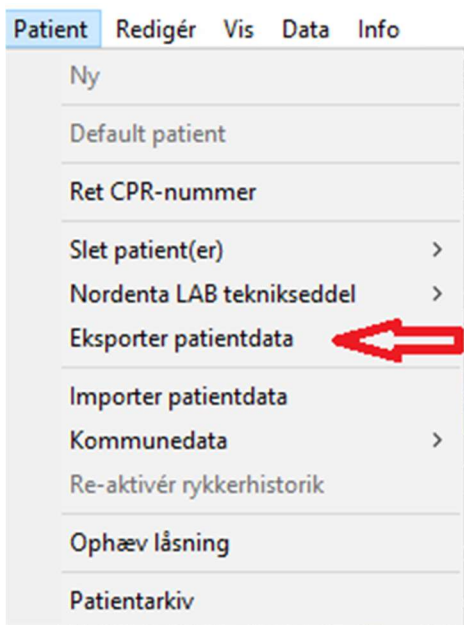 Patient Redigér Vis Data Info
Ny
Default patient
Ret CPR-nummer
Slet patient(er)
Nordenta LAB teknikseddel
Eksporter patientdata
Importer patientdata
Kommunedata
Re-aktivér rykkerhistorik
Ophæv låsning
Patientarkiv